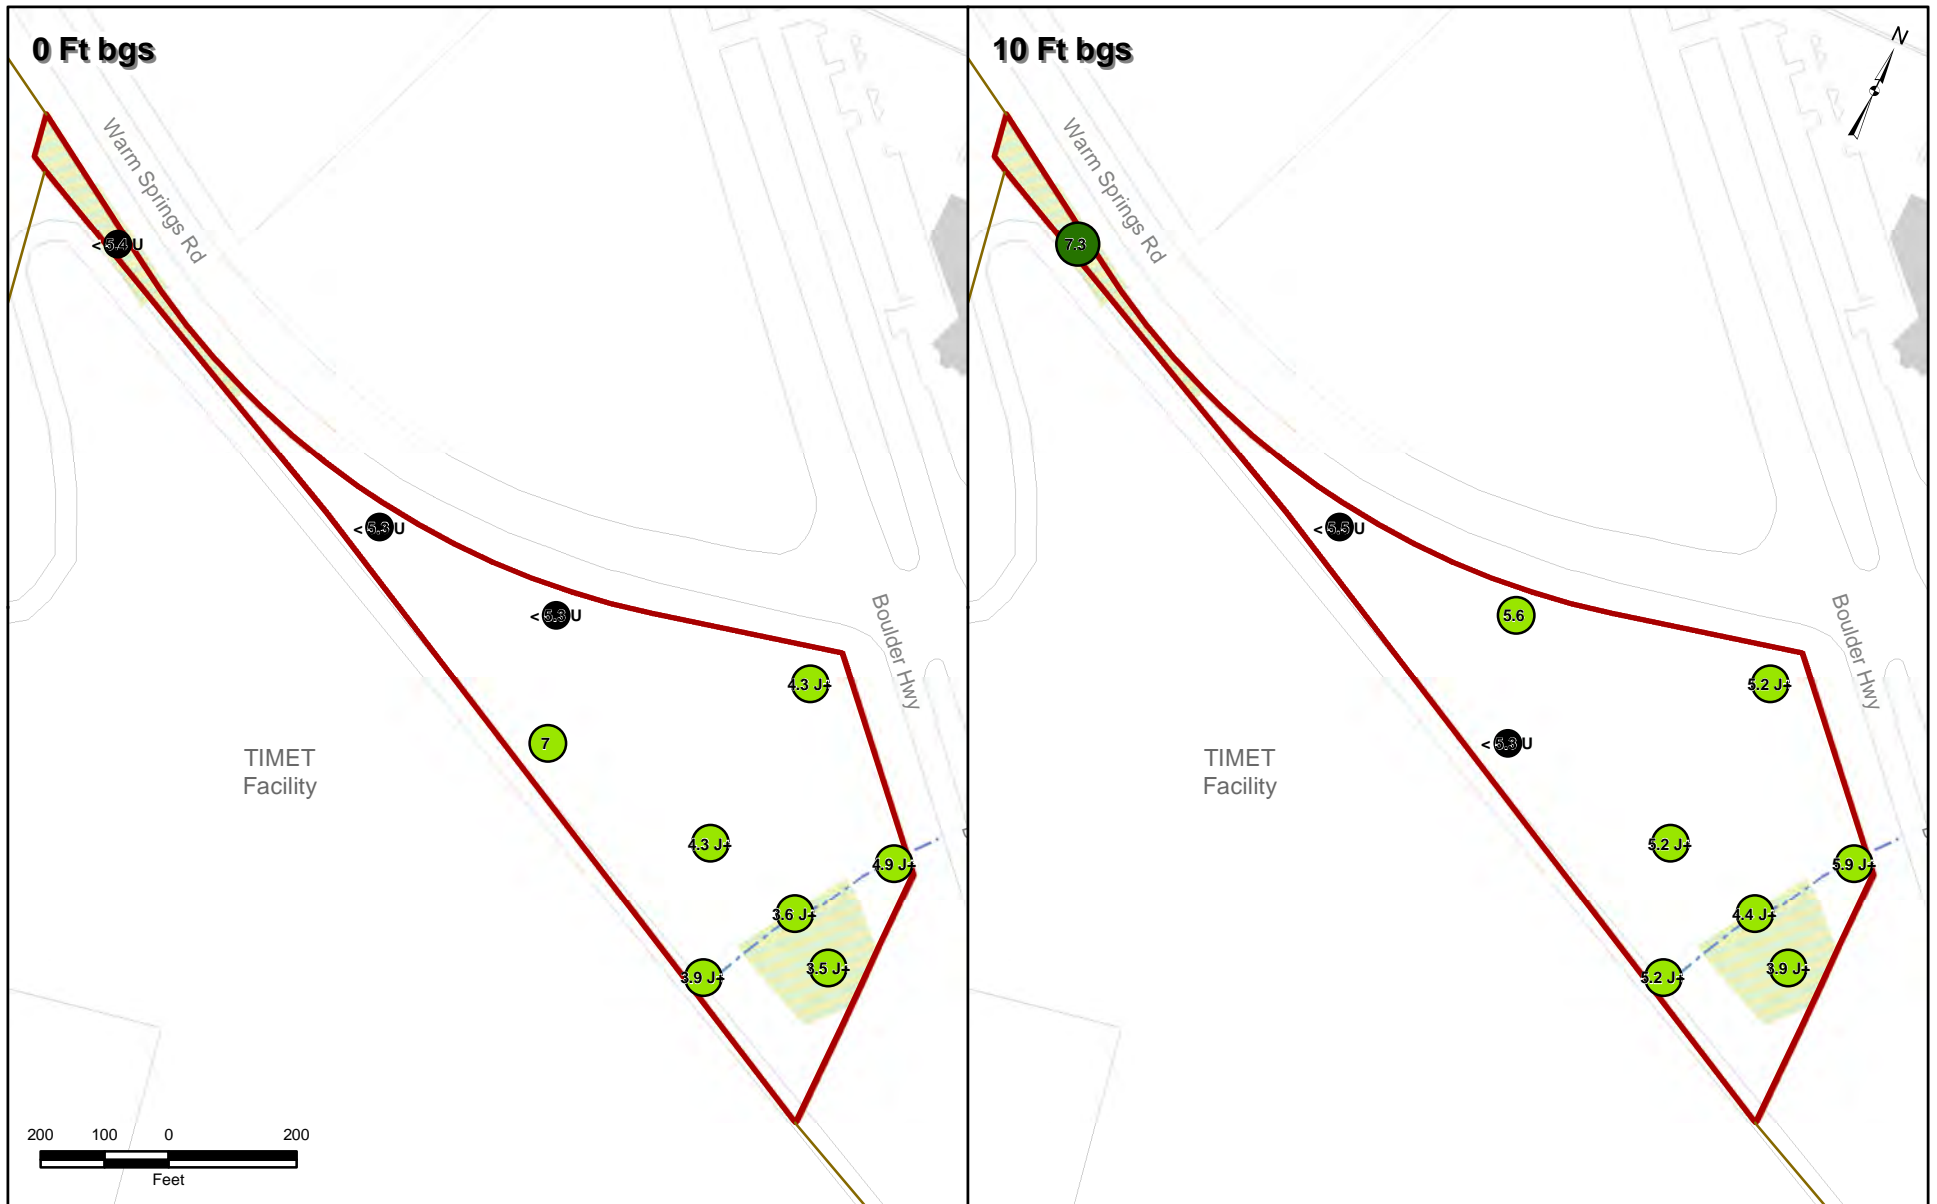 0 Ft bgs
Warm Springs Rd
< 5.4 U
< 5.3 U
< 5.3 U
Boulder Hwy
4.3 J+
7
TIMET
Facility
4.3 J+
4.9 J+
3.6 J+
3.5 J+
3.9 J+
200 100 0 200
Feet
10 Ft bgs
N
Warm Springs Rd
7.3
< 5.5 U
5.6
Boulder Hwy
5.2 J+
< 5.3 U
TIMET
Facility
5.2 J+
5.9 J+
4.4 J+
3.9 J+
5.2 J+